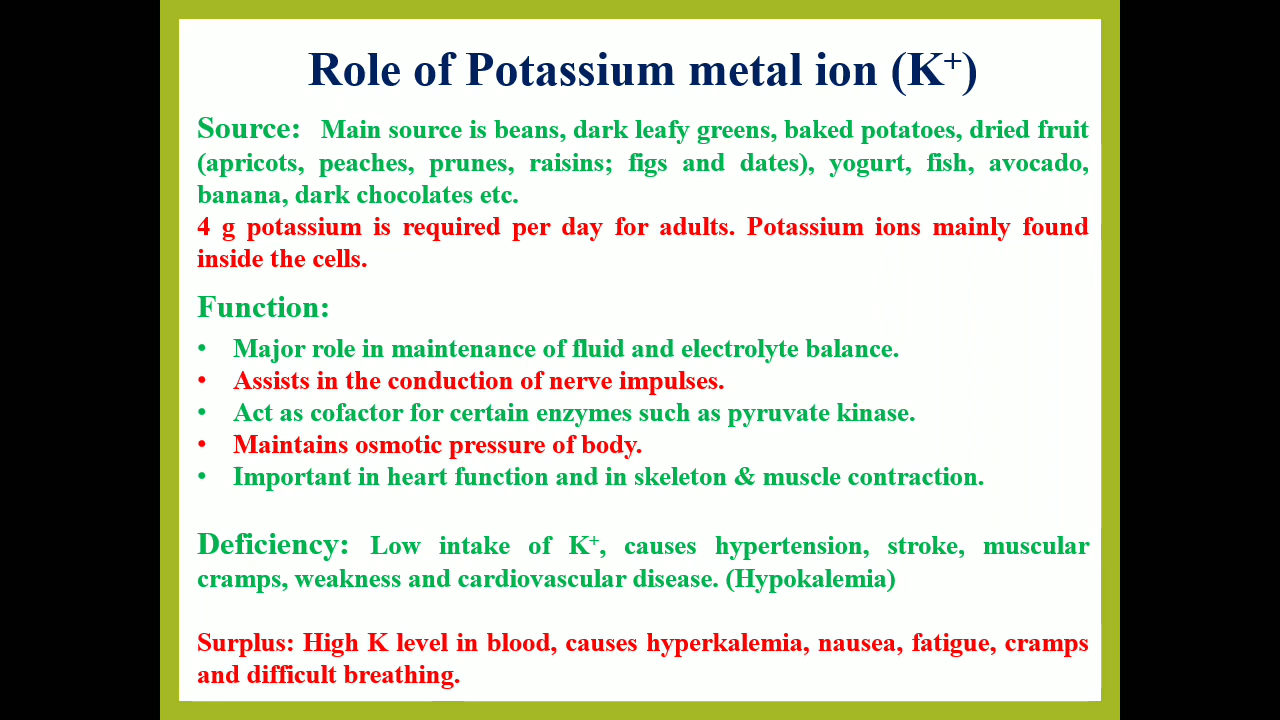 Role of Potassium metal ion (K⁺)
Source: Main source is beans, dark leafy greens, baked potatoes, dried fruit
(apricots, peaches, prunes, raisins; figs and dates), yogurt, fish, avocado,
banana, dark chocolates etc.
4 g potassium is required per day for adults. Potassium ions mainly found
inside the cells.
Function:
• Major role in maintenance of fluid and electrolyte balance.
• Assists in the conduction of nerve impulses.
• Act as cofactor for certain enzymes such as pyruvate kinase.
• Maintains osmotic pressure of body.
• Important in heart function and in skeleton & muscle contraction.
Deficiency: Low intake of K⁺, causes hypertension, stroke, muscular
cramps, weakness and cardiovascular disease. (Hypokalemia)
Surplus: High K level in blood, causes hyperkalemia, nausea, fatigue, cramps
and difficult breathing.